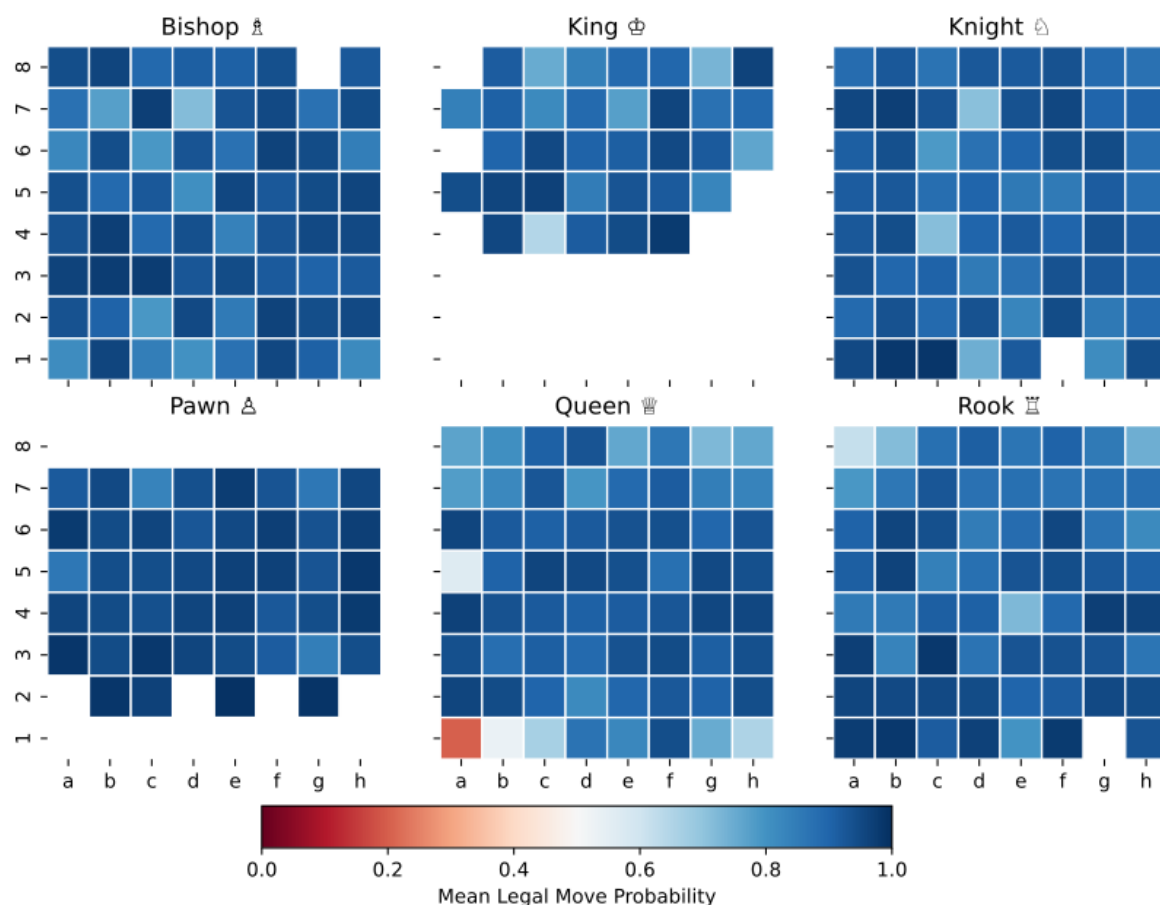 Bishop ♗
King ♔
Knight ♘
8
7
6
5
4
3
2
1
Pawn ♙
Queen ♕
Rook ♖
8
7
6
5
4
3
2
1
a b c d e f g h
a b c d e f g h
a b c d e f g h
0.0 0.2 0.4 0.6 0.8 1.0
Mean Legal Move Probability